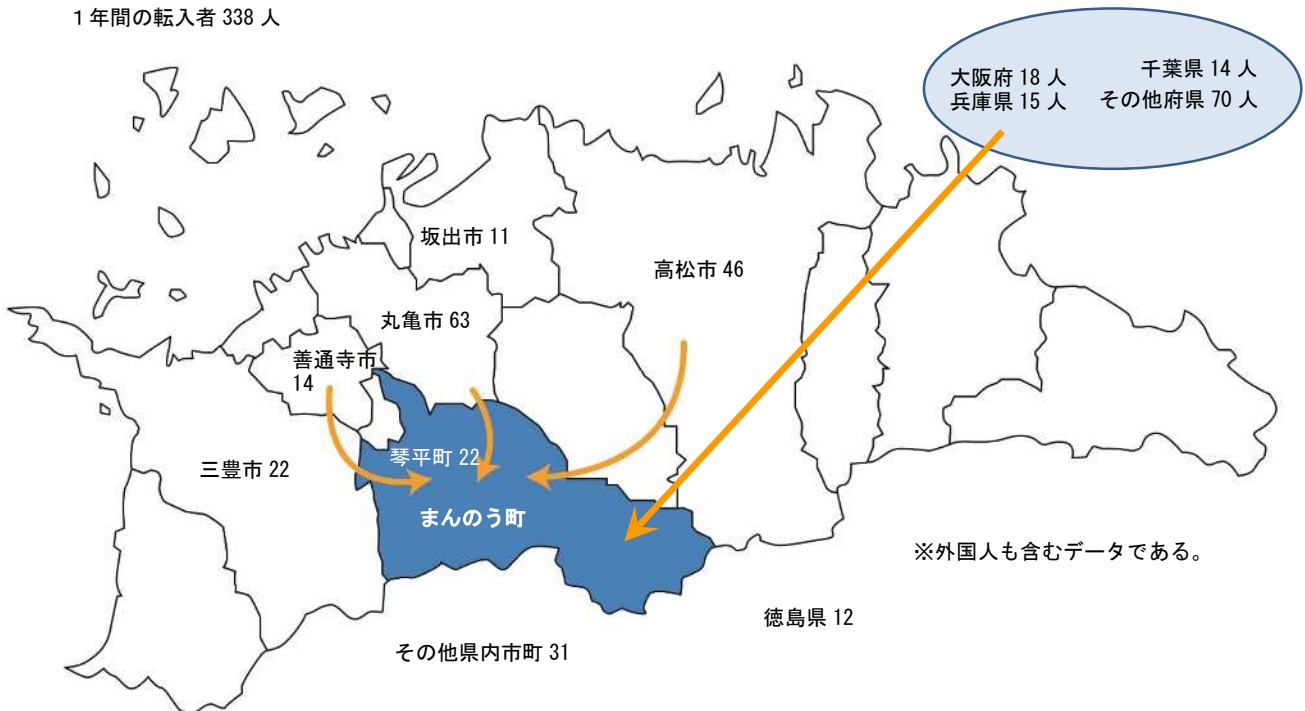 1年間の転入者 338 人
大阪府 18 人
兵庫県 15 人
千葉県 14 人
その他府県 70 人
坂出市 11
高松市 46
丸亀市 63
善通寺市
14
琴平町 22
三豊市 22
まんのう町
※外国人も含むデータである。
徳島県 12
その他県内市町 31